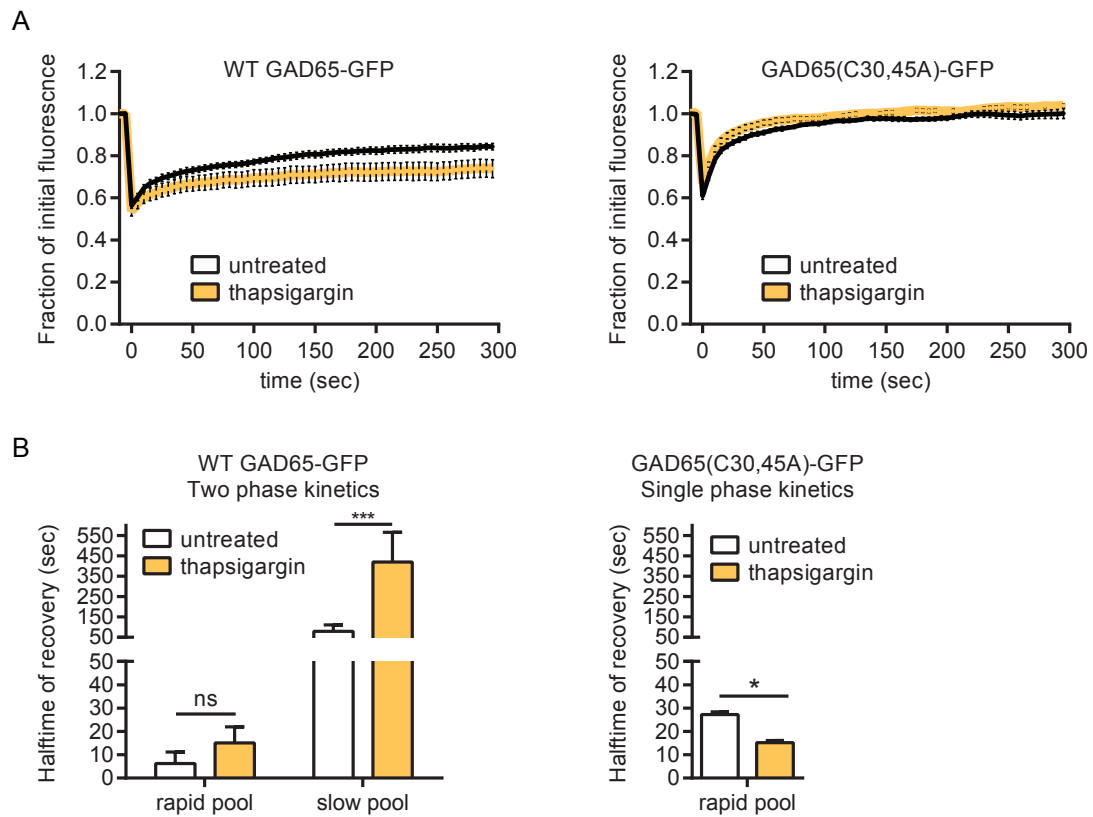 A
WT GAD65-GFP
Fraction of initial fluorescnce
1.2
1.0
0.8
0.6
0.4
0.2
0.0
untreated
thapsigargin
0 50 100 150 200 250 300
time (sec)
GAD65(C30,45A)-GFP
Fraction of initial fluorescnce
1.2
1.0
0.8
0.6
0.4
0.2
0.0
untreated
thapsigargin
0 50 100 150 200 250 300
time (sec)
B
WT GAD65-GFP
Two phase kinetics
Halftime of recovery (sec)
550
450
350
250
150
50
50
40
30
20
10
0
untreated
thapsigargin
***
ns
rapid pool slow pool
GAD65(C30,45A)-GFP
Single phase kinetics
Halftime of recovery (sec)
550
450
350
250
150
50
50
40
30
20
10
0
untreated
thapsigargin
*
rapid pool